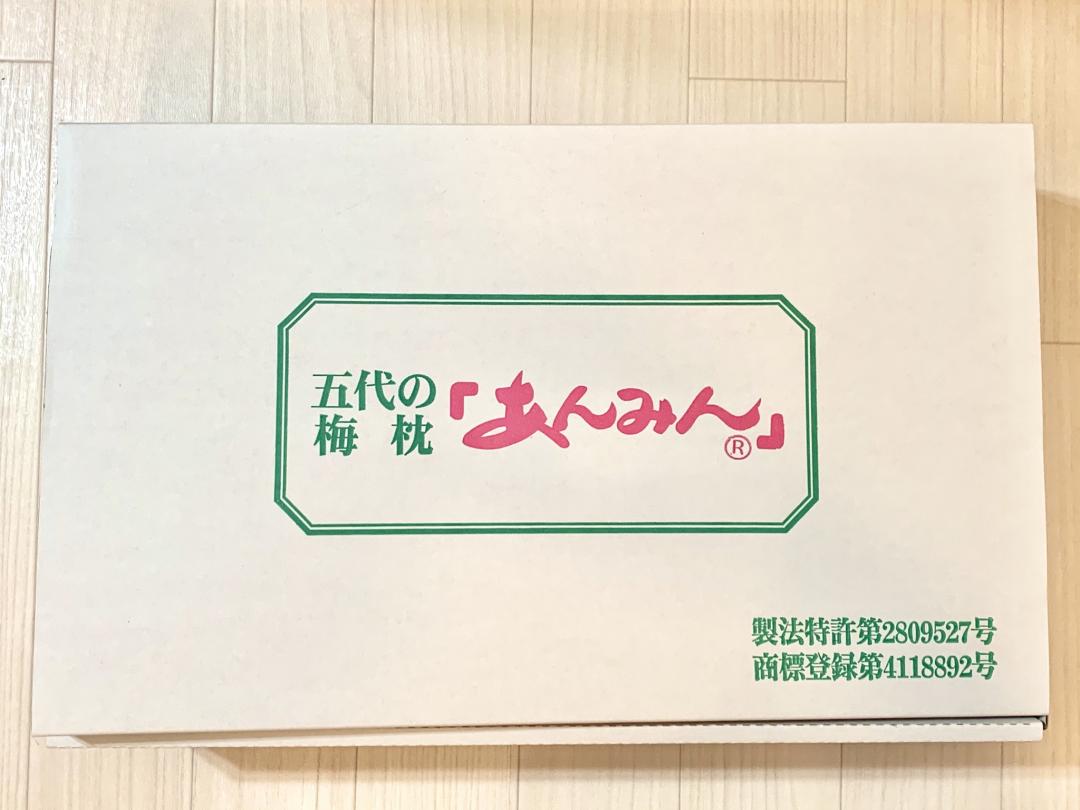 五代の
梅枕
「あんみん」®
製法特許第2809527号
商標登録第4118892号